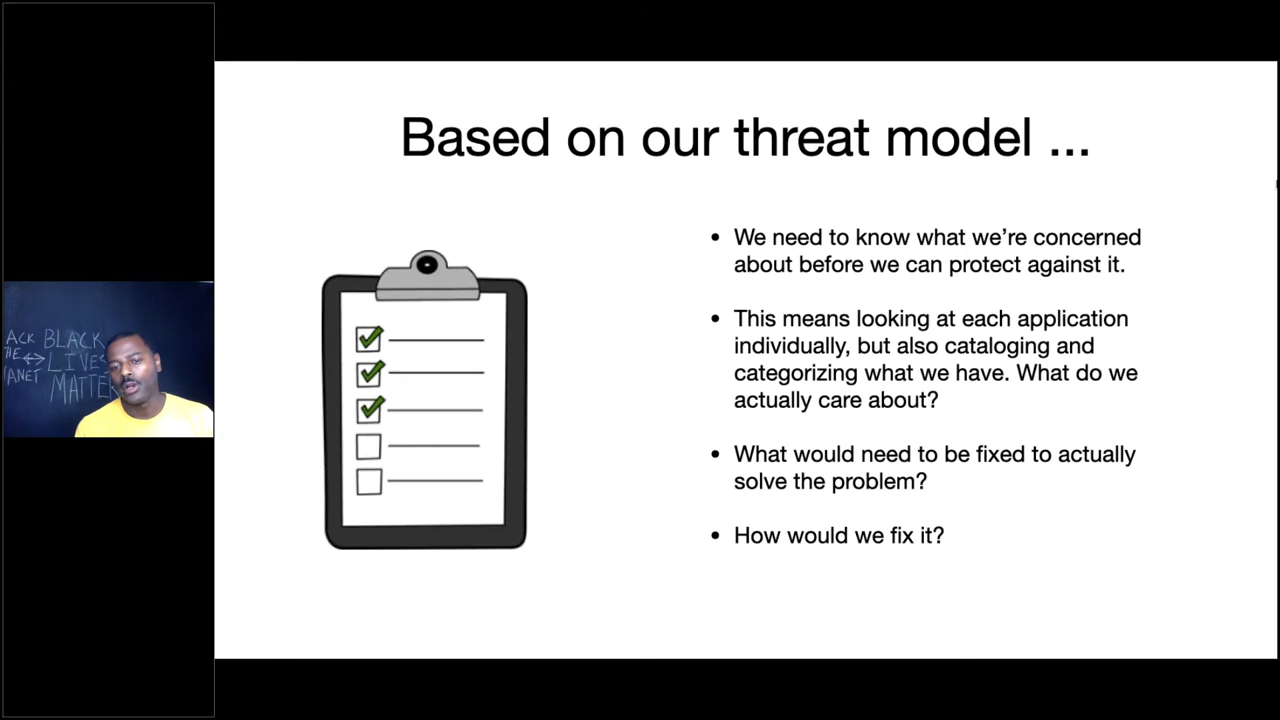 Based on our threat model ...
• We need to know what we’re concerned
about before we can protect against it.
• This means looking at each application
individually, but also cataloging and
categorizing what we have. What do we
actually care about?
• What would need to be fixed to actually
solve the problem?
• How would we fix it?
BLACK
LIVES
MATTER